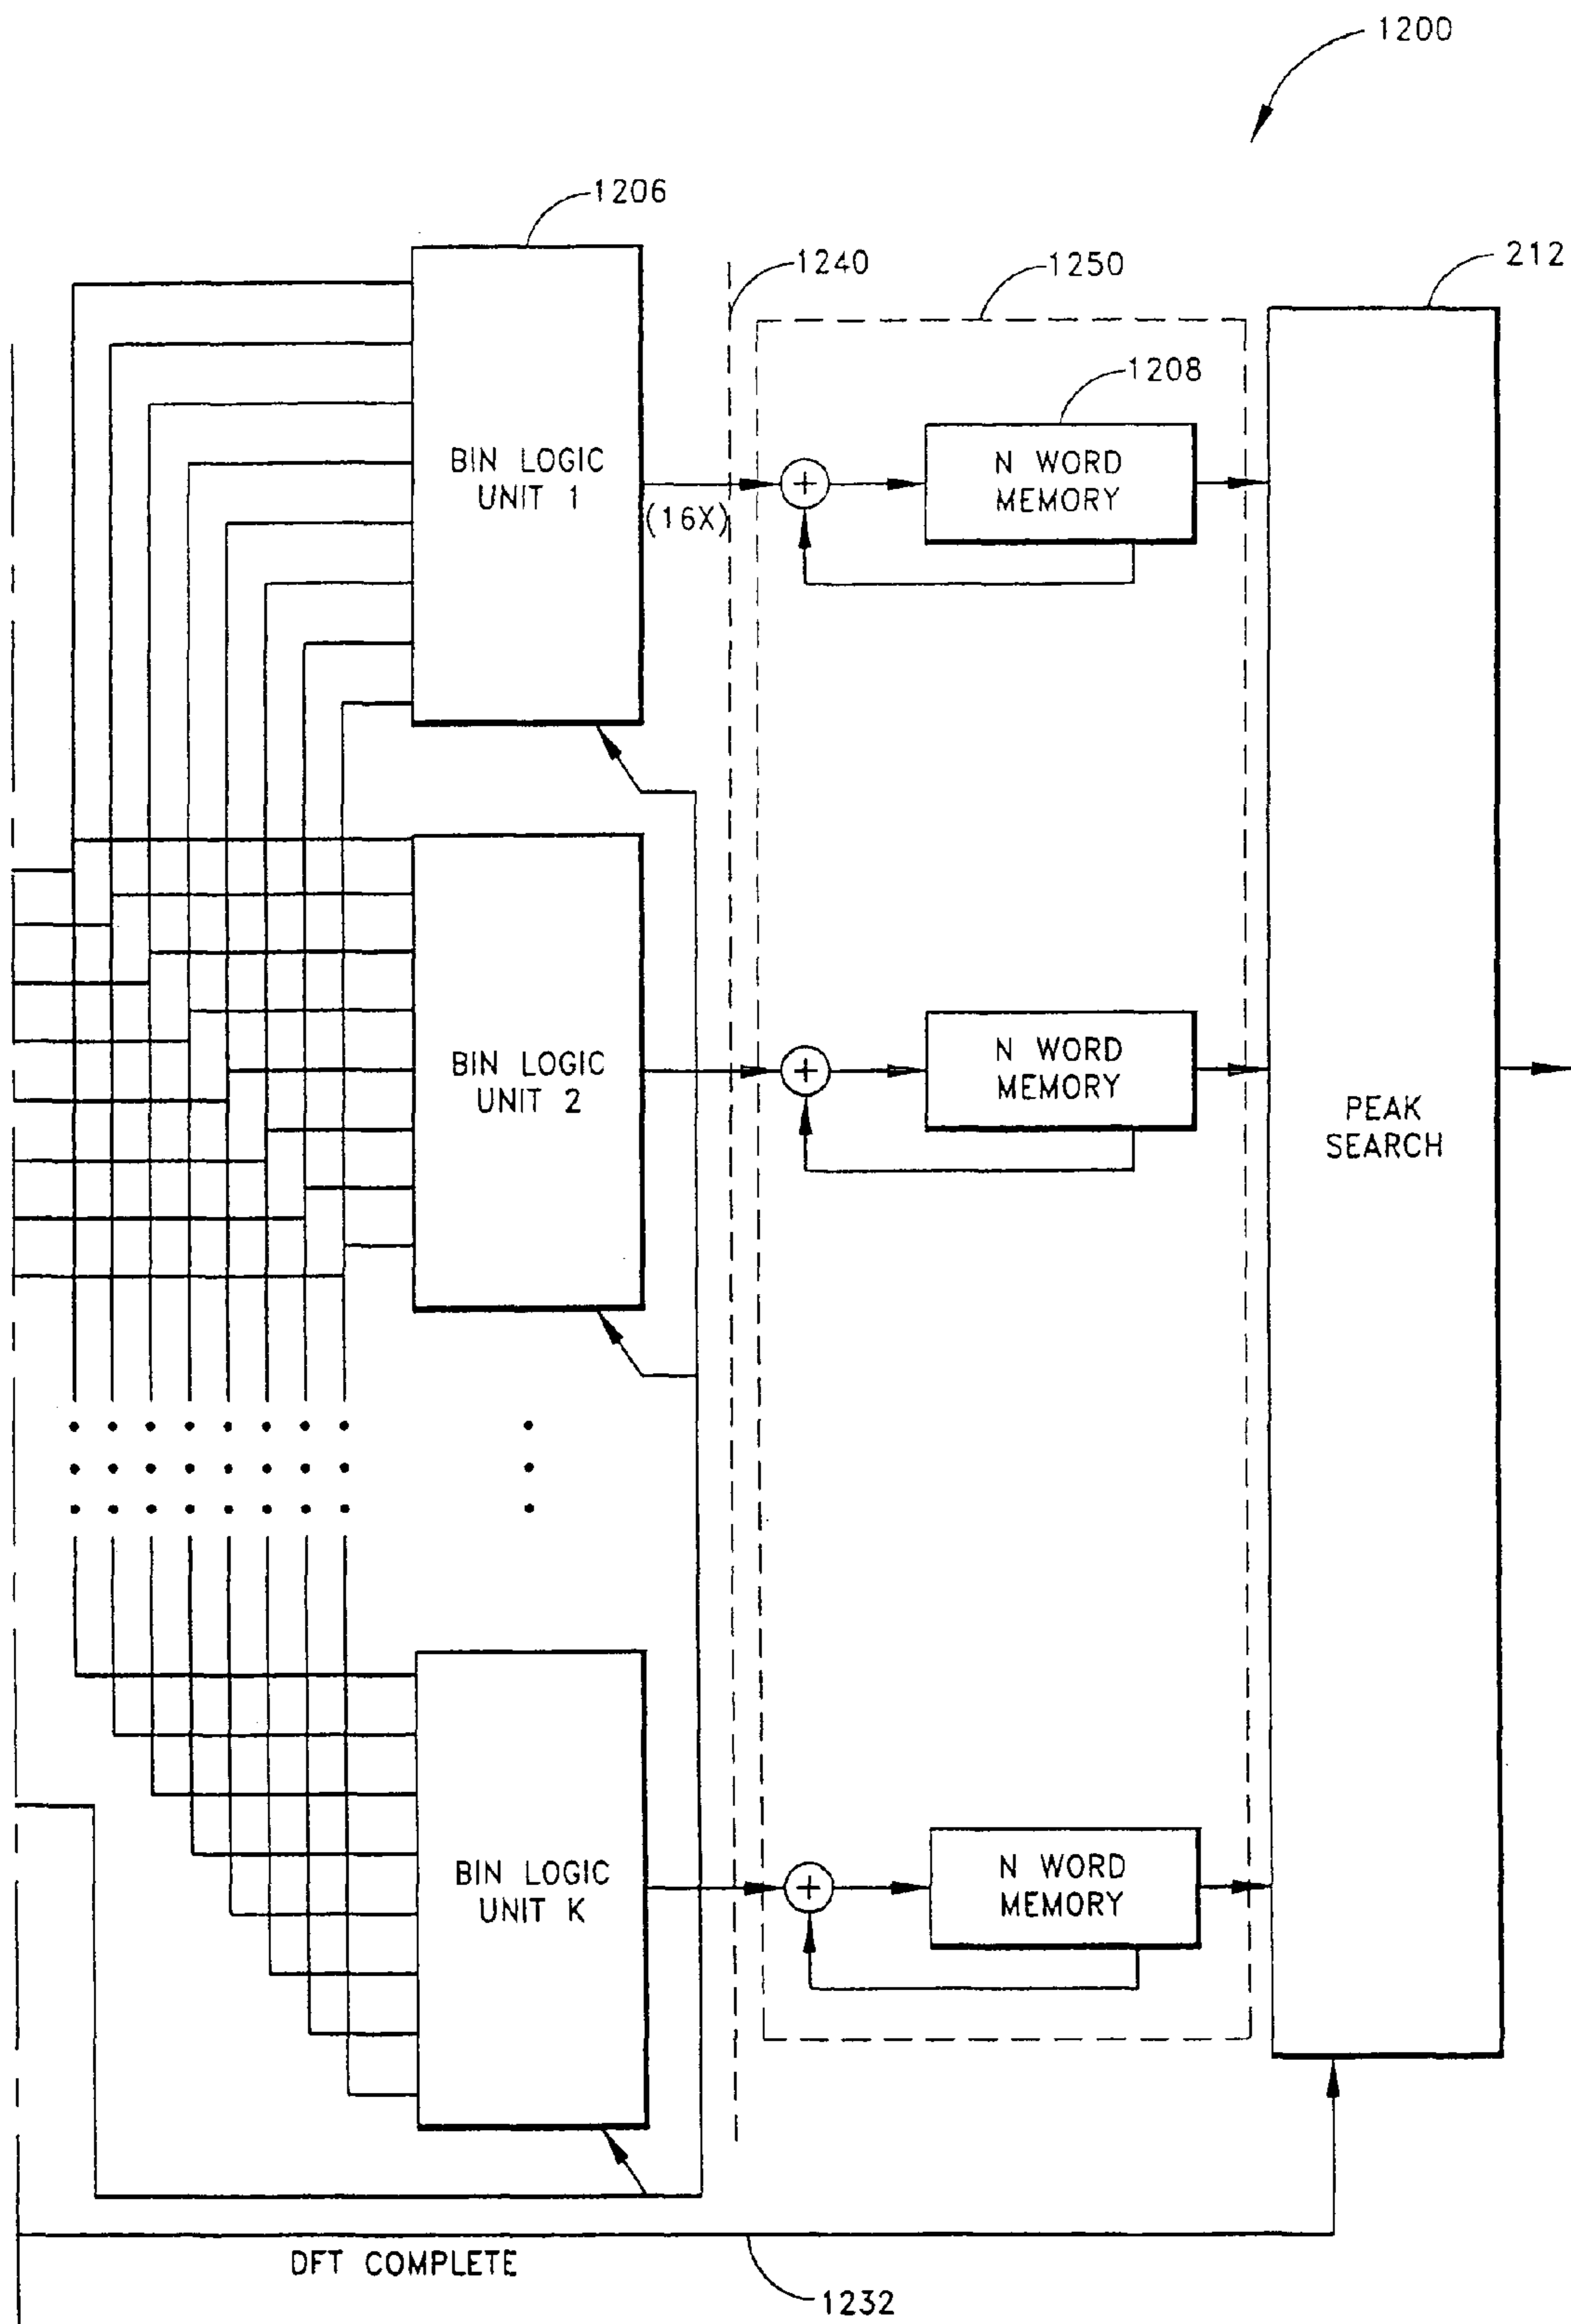 1200
1206
1240
1250
212
1208
BIN LOGIC
UNIT 1
(16X)
+
N WORD
MEMORY
BIN LOGIC
UNIT 2
+
N WORD
MEMORY
PEAK
SEARCH
BIN LOGIC
UNIT K
+
N WORD
MEMORY
DFT COMPLETE
1232